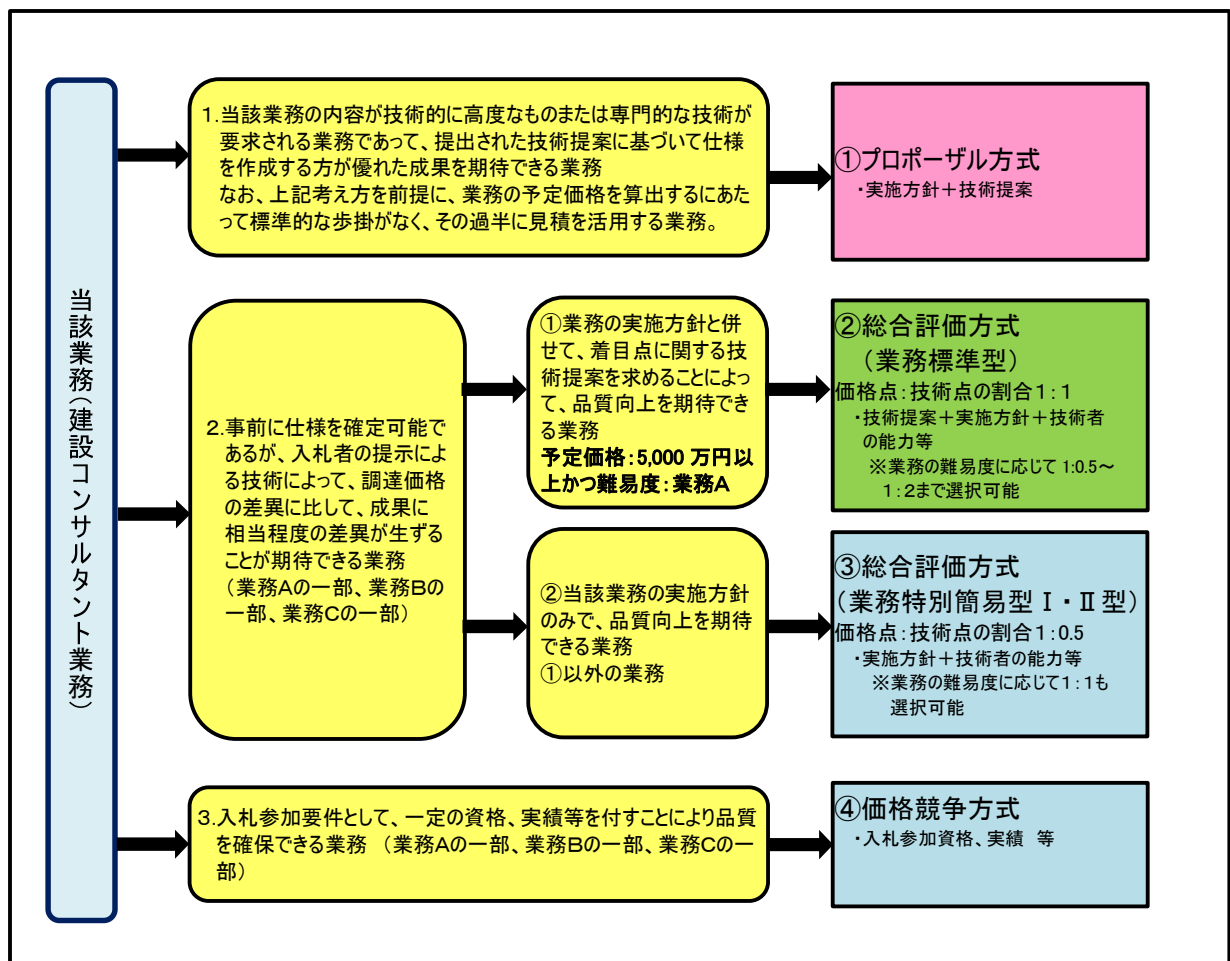 当該業務(建設コンサルタント業務)
1.当該業務の内容が技術的に高度なものまたは専門的な技術が
要求される業務であって、提出された技術提案に基づいて仕様
を作成する方が優れた成果を期待できる業務
なお、上記考え方を前提に、業務の予定価格を算出するにあた
って標準的な歩掛がなく、その過半に見積を活用する業務。
①プロポーザル方式
・実施方針+技術提案
2.事前に仕様を確定可能で
あるが、入札者の提示によ
る技術によって、調達価格
の差異に比して、成果に
相当程度の差異が生ずる
ことが期待できる業務
(業務Aの一部、業務Bの
一部、業務Cの一部)
①業務の実施方針と併
せて、着目点に関する技
術提案を求めることによっ
て、品質向上を期待でき
る業務
予定価格:5,000 万円以
上かつ難易度:業務A
②総合評価方式
(業務標準型)
価格点:技術点の割合1:1
・技術提案+実施方針+技術者
の能力等
※業務の難易度に応じて 1:0.5~
1:2まで選択可能
②当該業務の実施方針
のみで、品質向上を期待
できる業務
①以外の業務
③総合評価方式
(業務特別簡易型Ⅰ・Ⅱ型)
価格点:技術点の割合1:0.5
・実施方針+技術者の能力等
※業務の難易度に応じて1:1も
選択可能
3.入札参加要件として、一定の資格、実績等を付すことにより品質
を確保できる業務 (業務Aの一部、業務Bの一部、業務Cの一
部)
④価格競争方式
・入札参加資格、実績 等